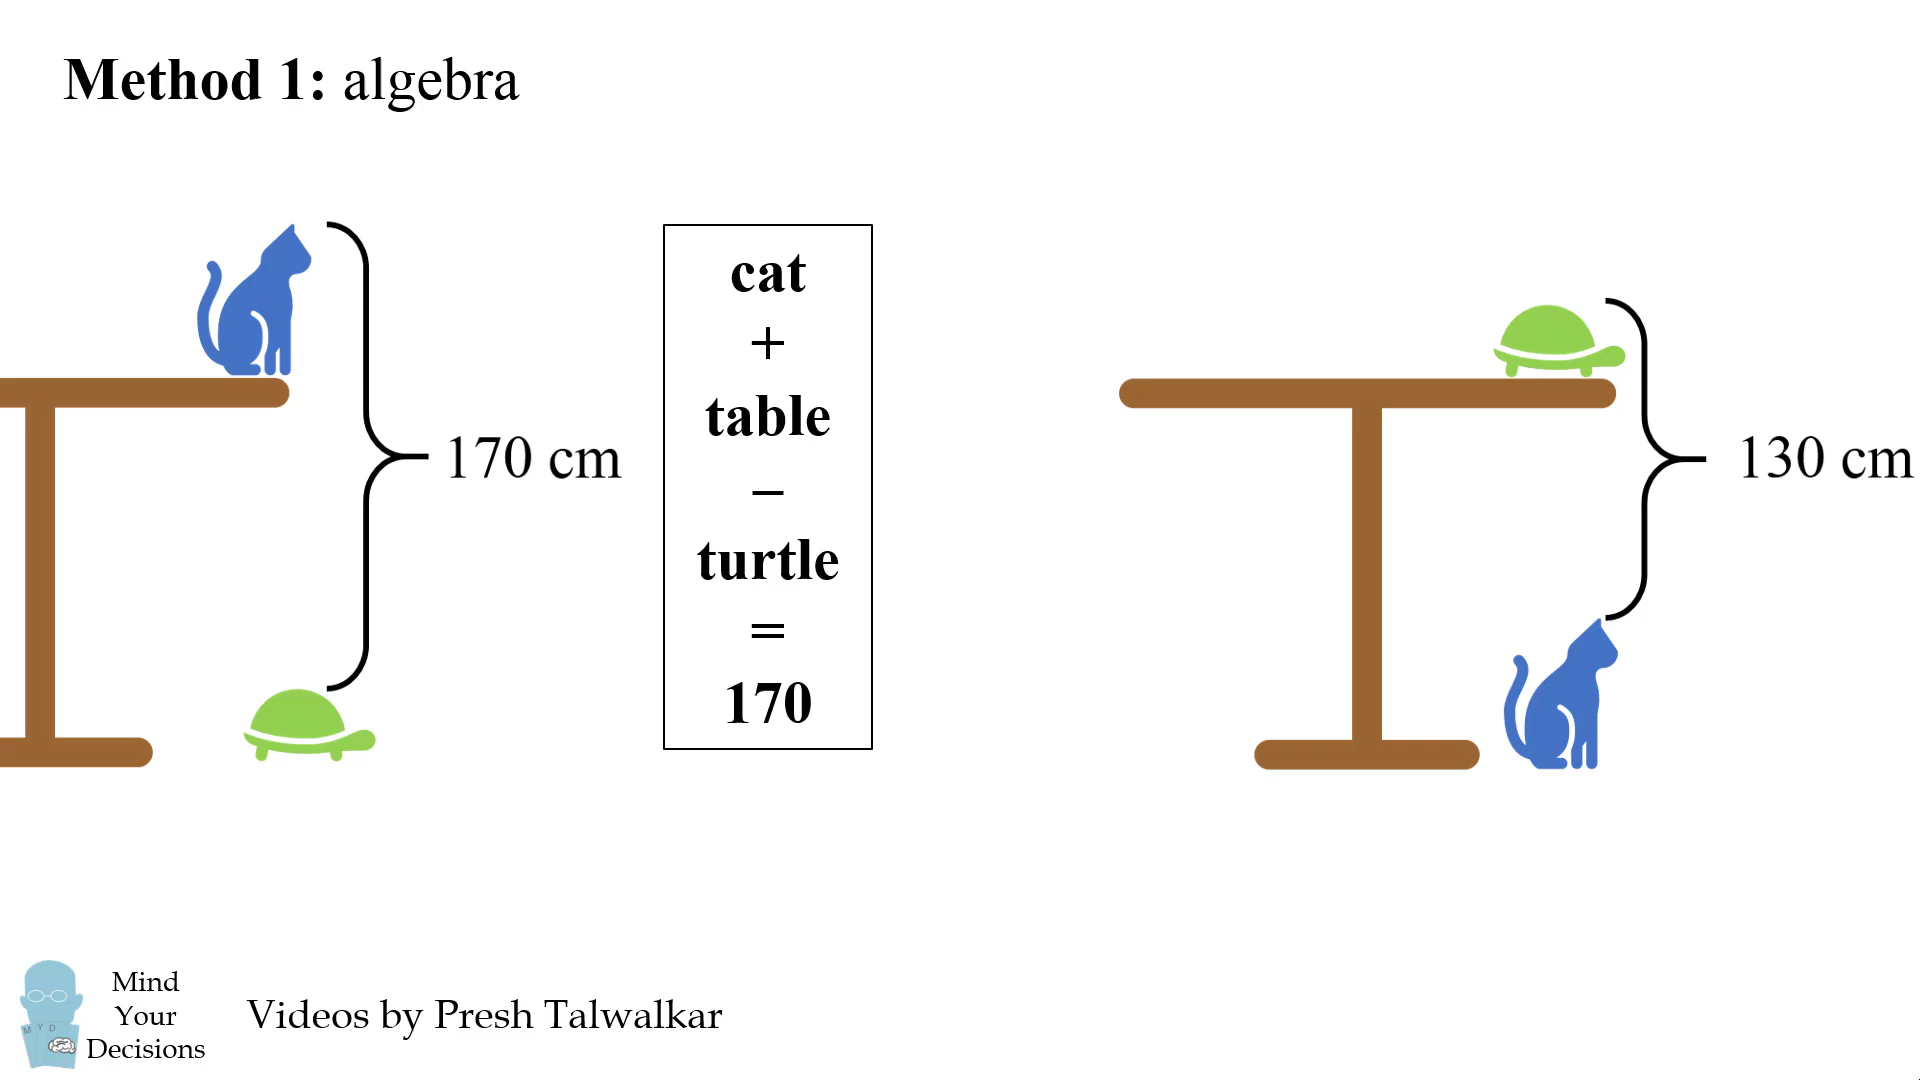 Method 1: algebra
170 cm
cat
+
table
–
turtle
=
170
130 cm
M Y D
Mind
Your
Decisions
Videos by Presh Talwalkar